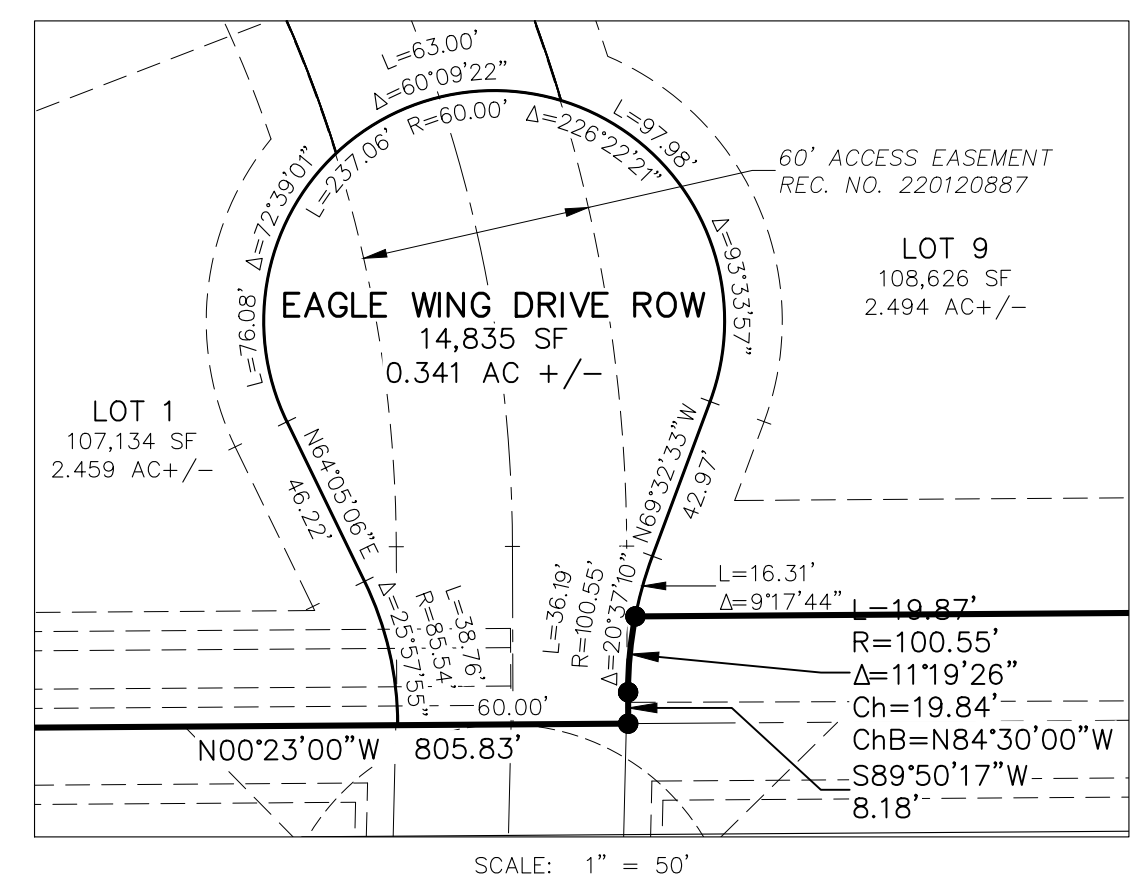 L=63.00'
Δ=60°09'22"
R=60.00'
Δ=226°22'21"
L=97.98'
L=237.06'
Δ=72°39'01"
60' ACCESS EASEMENT
REC. NO. 220120887
Δ=93°33'57"
LOT 9
108,626 SF
2.494 AC+/-
EAGLE WING DRIVE ROW
14,835 SF
0.341 AC +/-
L=76.08'
LOT 1
107,134 SF
2.459 AC+/-
N64°05'06"E
46.22'
N69°32'33"W
42.97'
L=38.76'
R=85.54'
Δ=25°57'55"
L=36.19'
R=100.55'
Δ=20°37'10"
L=16.31'
Δ=9°17'44"
L=19.87'
R=100.55'
Δ=11°19'26"
Ch=19.84'
ChB=N84°30'00"W
S89°50'17"W
8.18'
60.00'
N00°23'00"W 805.83'
SCALE: 1" = 50'